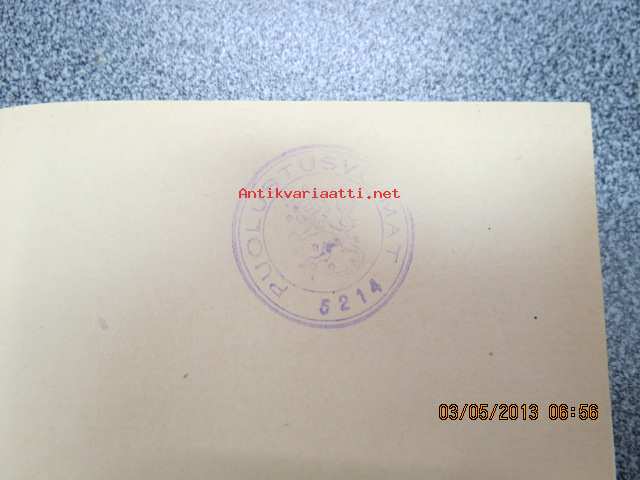 PUOLUSTUSVOIMAT
Antikvariaatti.net
5214
03/05/2013 06:56